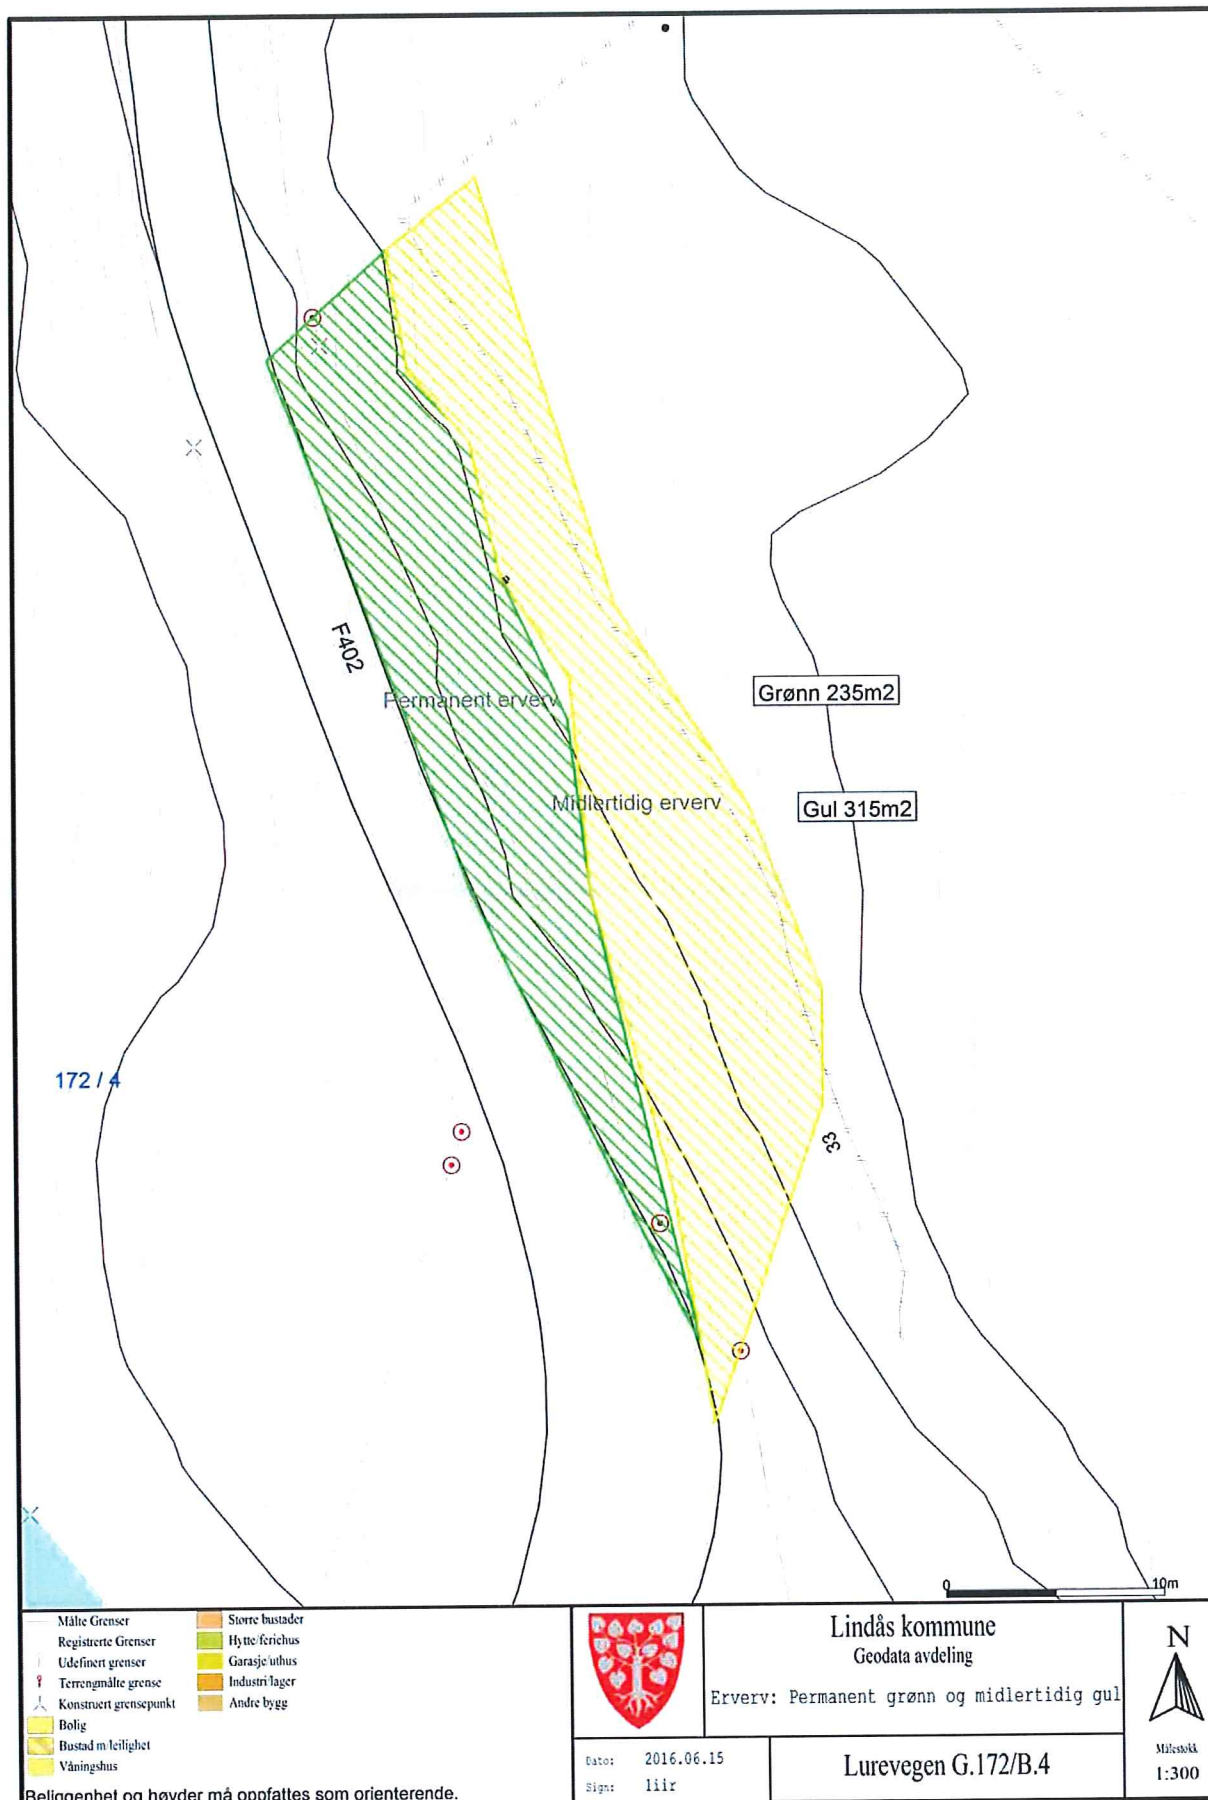 F402
Permanent erverv
Grønn 235m2
Midlertidig erverv
Gul 315m2
172 / 4
33
0 10m
Målte Grenser
Registrerte Grenser
Udefinert grenser
Terrengmålte grense
Konstruert grensepunkt
Bolig
Bustad m/leilighet
Våningshus
Større bustader
Hytte/feriehus
Garasje/uthus
Industri/lager
Andre bygg
Beliggenhet og høyder må oppfattes som orienterende.
Lindås kommune
Geodata avdeling
Erverv: Permanent grønn og midlertidig gul
Dato: 2016.06.15
Sign: liir
Lurevegen G.172/B.4
N
Målestokk
1:300